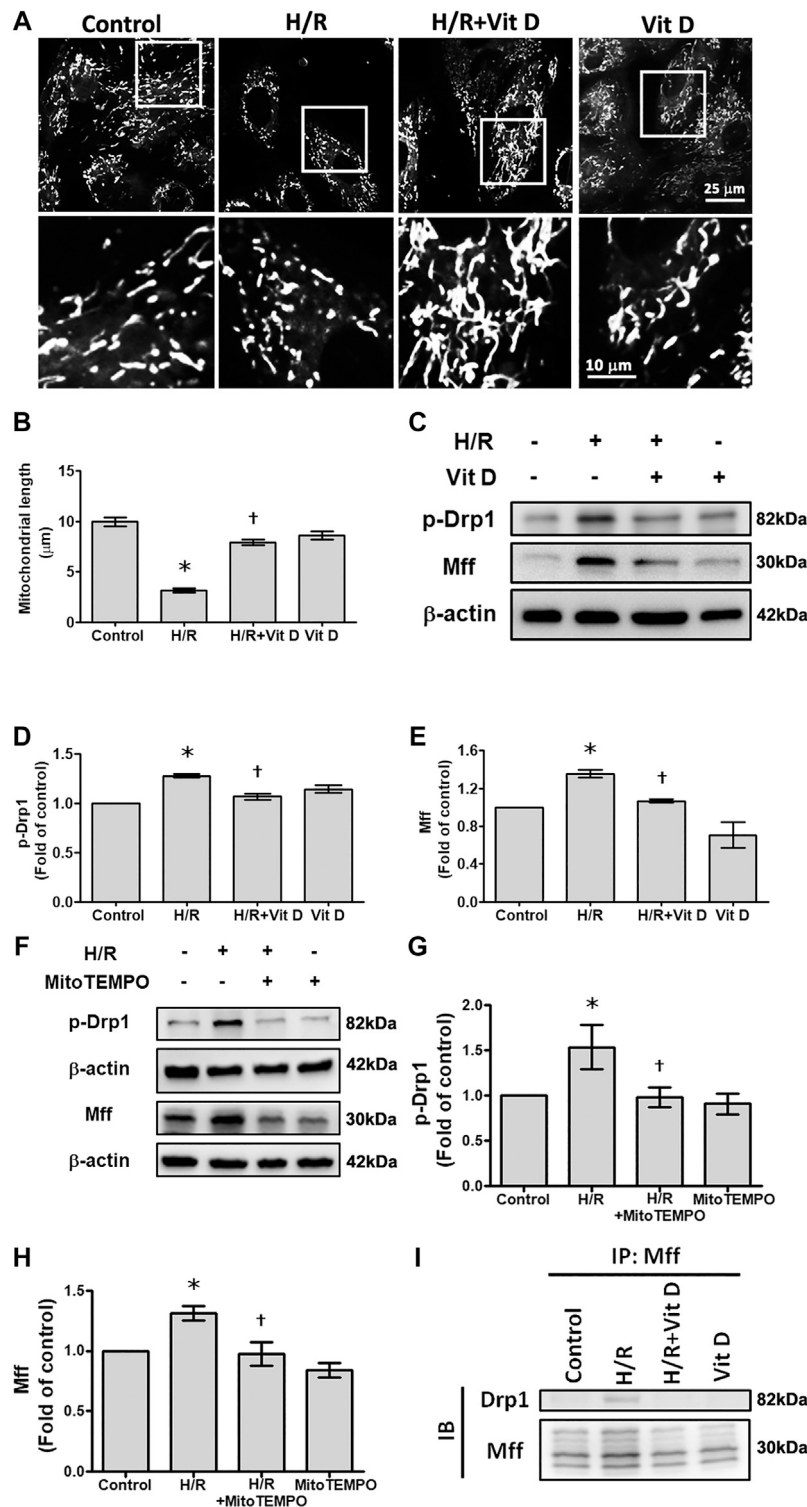 A
Control
H/R
H/R+Vit D
Vit D
25 μm
10 μm
B
Mitochondrial length
(μm)
15
10
5
0
Control
H/R
*
H/R+Vit D
†
Vit D
C
H/R - + + -
Vit D - - + +
p-Drp1 82kDa
Mff 30kDa
β-actin 42kDa
D
p-Drp1
(Fold of control)
1.5
1.0
0.5
0.0
*
†
Control H/R H/R+Vit D Vit D
E
Mff
(Fold of control)
1.6
1.2
0.8
0.4
0.0
*
†
Control H/R H/R+Vit D Vit D
F
H/R - + + -
MitoTEMPO - - + +
p-Drp1 82kDa
β-actin 42kDa
Mff 30kDa
β-actin 42kDa
G
p-Drp1
(Fold of control)
2.0
1.5
1.0
0.5
0.0
*
†
Control H/R H/R MitoTEMPO
+MitoTEMPO
H
Mff
(Fold of control)
1.5
1.0
0.5
0.0
*
†
Control H/R H/R MitoTEMPO
+MitoTEMPO
I
IP: Mff
Control
H/R
H/R+Vit D
Vit D
IB
Drp1 82kDa
Mff 30kDa